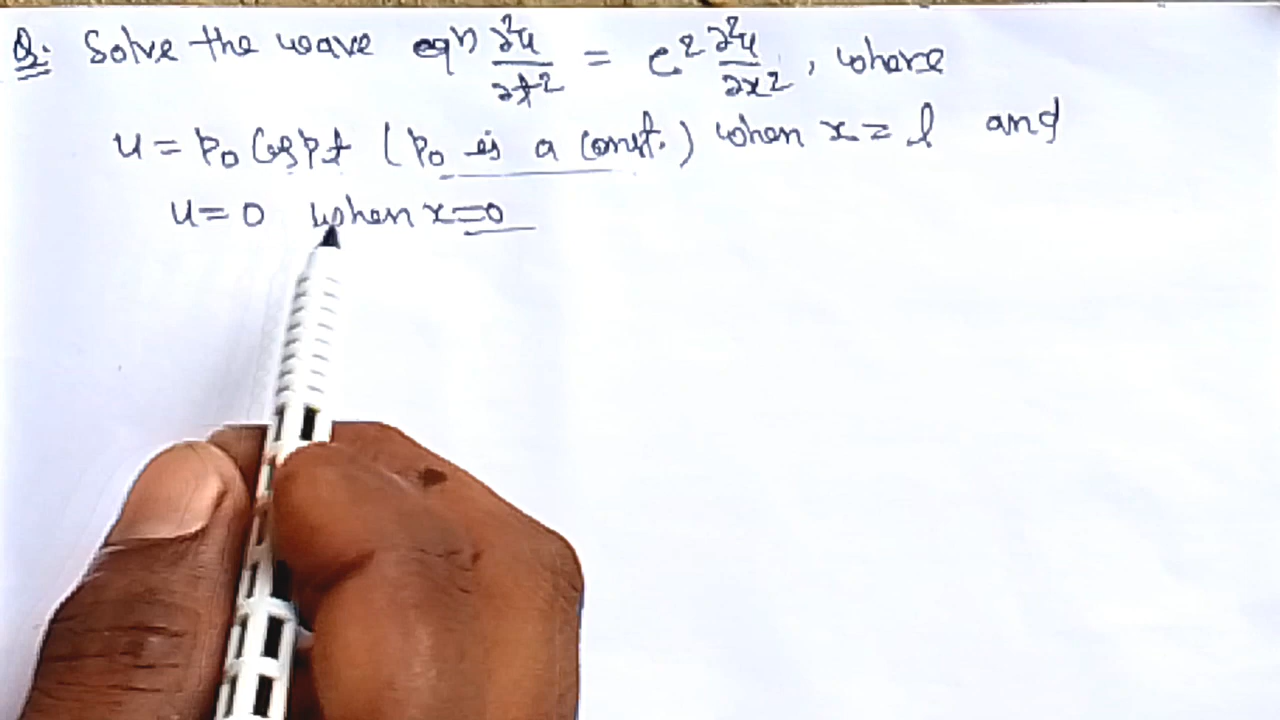 Q. Solve the wave eqn ∂²u/∂t² = c² ∂²u/∂x², where
u = p₀ Cos pt (p₀ is a const.) when x = l and
u = 0 when x = 0